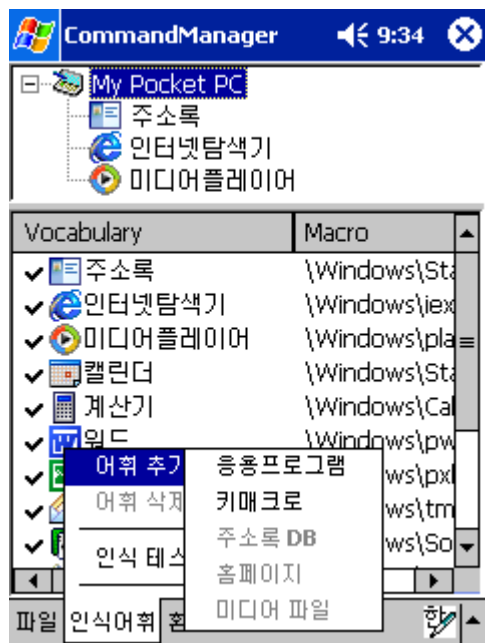 CommandManager 9:34
My Pocket PC
주소록
인터넷탐색기
미디어플레이어
Vocabulary Macro
주소록 \Windows\Sta
인터넷탐색기 \Windows\iex
미디어플레이어 \Windows\pla
캘린더 \Windows\Sta
계산기 \Windows\Cal
워드 \Windows\pw
어휘 추가 응용프로그램 ws\pxl
어휘 삭제 키매크로 ws\tm
주소록 DB ws\So
인식 테스 홈페이지
미디어 파일
파일 인식어휘 한